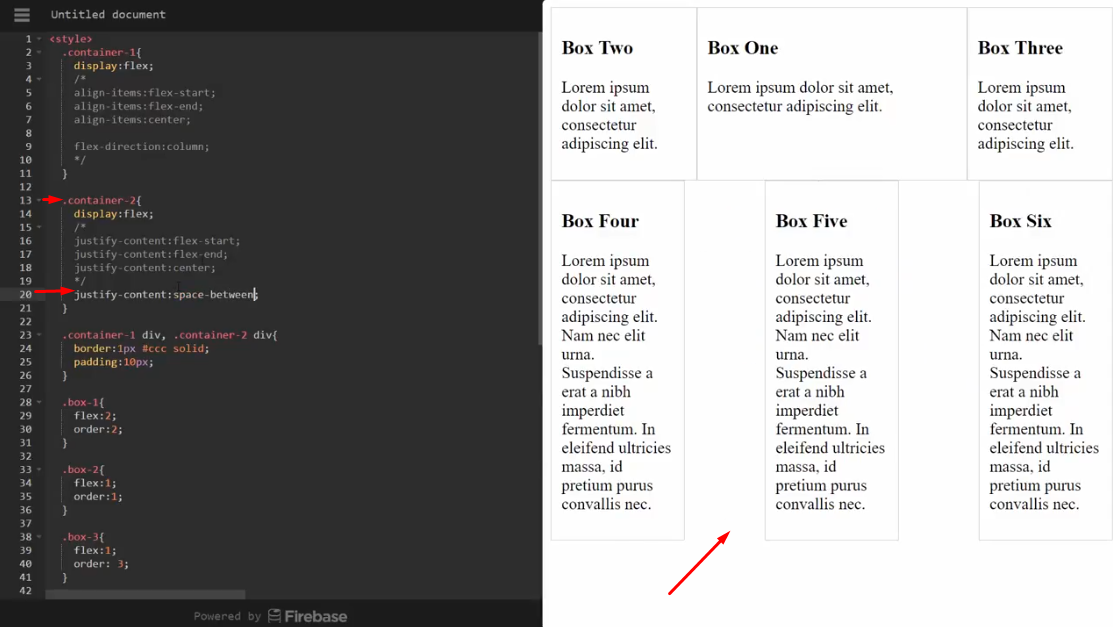 Untitled document
1 <style>
2 .container-1{
3 display:flex;
4 /*
5 align-items:flex-start;
6 align-items:flex-end;
7 align-items:center;
8
9 flex-direction:column;
10 */
11 }
12
13 .container-2{
14 display:flex;
15 /*
16 justify-content:flex-start;
17 justify-content:flex-end;
18 justify-content:center;
19 */
20 justify-content:space-between;
21 }
22
23 .container-1 div, .container-2 div{
24 border:1px #ccc solid;
25 padding:10px;
26 }
27
28 .box-1{
29 flex:2;
30 order:2;
31 }
32
33 .box-2{
34 flex:1;
35 order:1;
36 }
37
38 .box-3{
39 flex:1;
40 order: 3;
41 }
42
Powered by Firebase
Box Two
Lorem ipsum
dolor sit amet,
consectetur
adipiscing elit.
Box One
Lorem ipsum dolor sit amet,
consectetur adipiscing elit.
Box Three
Lorem ipsum
dolor sit amet,
consectetur
adipiscing elit.
Box Four
Lorem ipsum
dolor sit amet,
consectetur
adipiscing elit.
Nam nec elit
urna.
Suspendisse a
erat a nibh
imperdiet
fermentum. In
eleifend ultricies
massa, id
pretium purus
convallis nec.
Box Five
Lorem ipsum
dolor sit amet,
consectetur
adipiscing elit.
Nam nec elit
urna.
Suspendisse a
erat a nibh
imperdiet
fermentum. In
eleifend ultricies
massa, id
pretium purus
convallis nec.
Box Six
Lorem ipsum
dolor sit amet,
consectetur
adipiscing elit.
Nam nec elit
urna.
Suspendisse a
erat a nibh
imperdiet
fermentum. In
eleifend ultricies
massa, id
pretium purus
convallis nec.